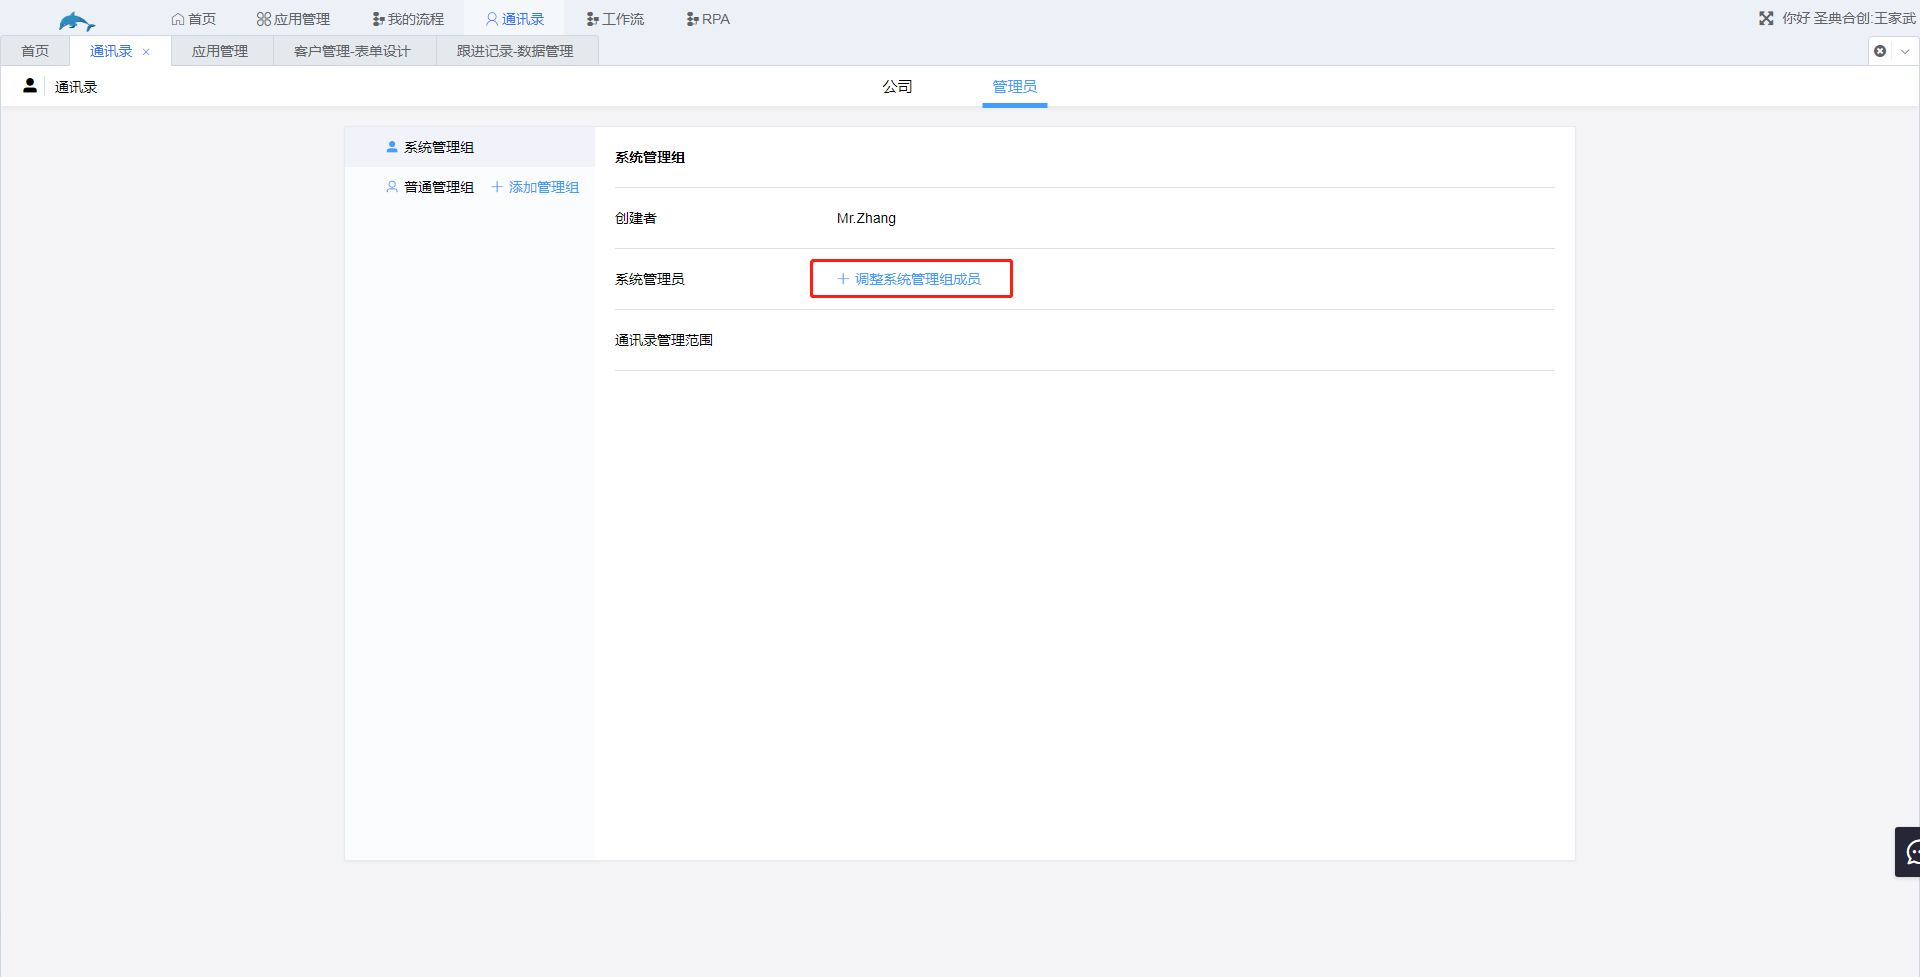 首页 应用管理 我的流程 通讯录 工作流 RPA 你好 圣典合创:王家武
首页 通讯录 × 应用管理 客户管理-表单设计 跟进记录-数据管理
通讯录 公司 管理员
系统管理组
普通管理组 + 添加管理组
系统管理组
创建者 Mr.Zhang
系统管理员 + 调整系统管理组成员
通讯录管理范围